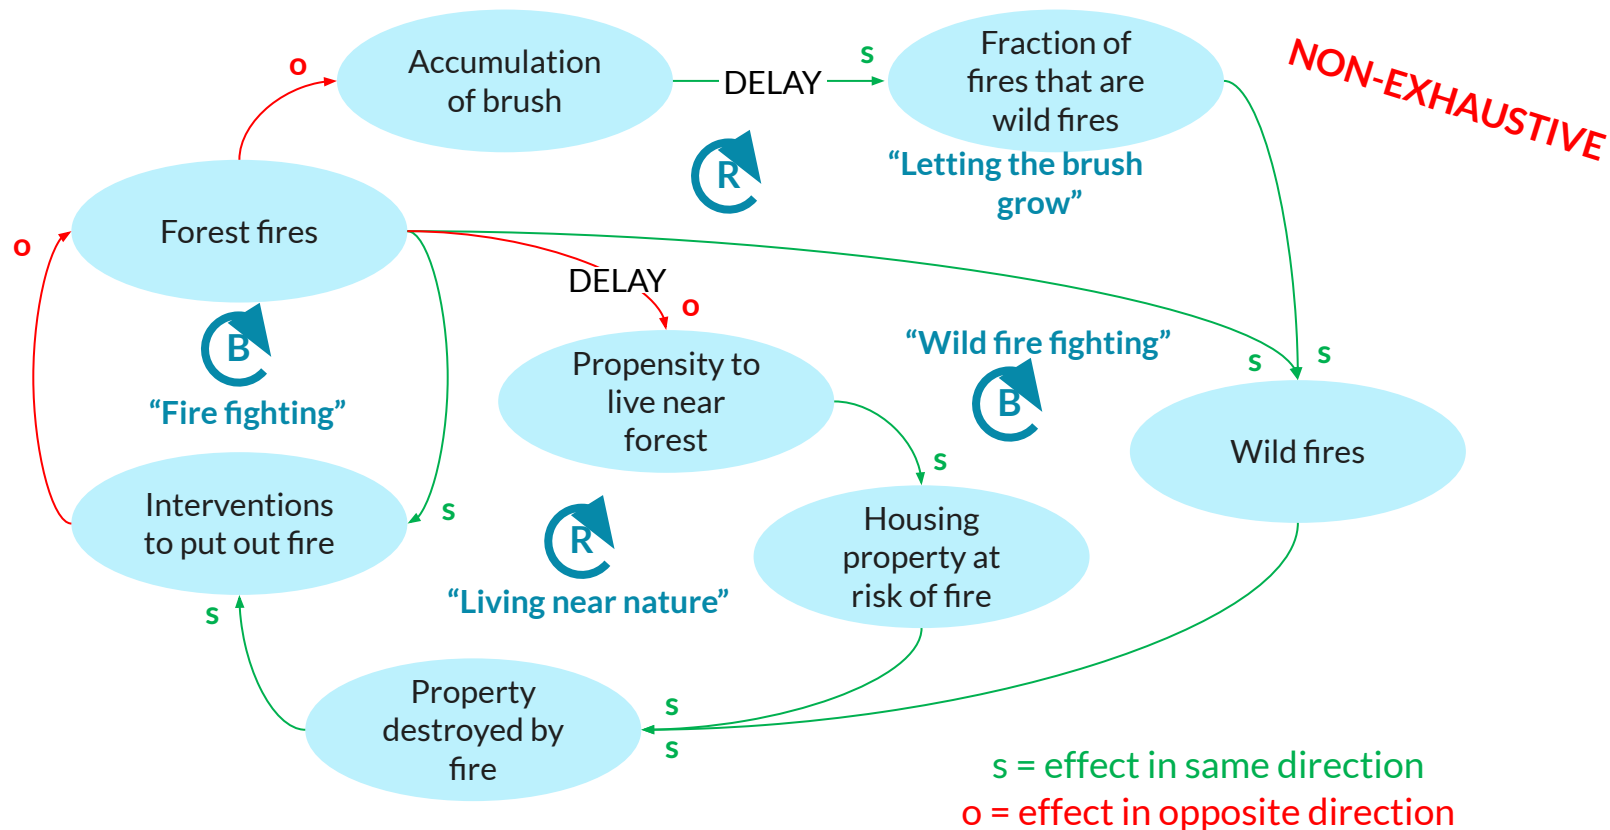 o
Accumulation
of brush
DELAY
s
Fraction of
fires that are
wild fires
NON-EXHAUSTIVE
R
“Letting the brush
grow”
o
Forest fires
DELAY
o
B
“Fire fighting”
Propensity to
live near
forest
“Wild fire fighting”
B
s
s
Wild fires
s
Interventions
to put out fire
s
R
“Living near nature”
Housing
property at
risk of fire
s
Property
destroyed by
fire
s
s
s = effect in same direction
o = effect in opposite direction